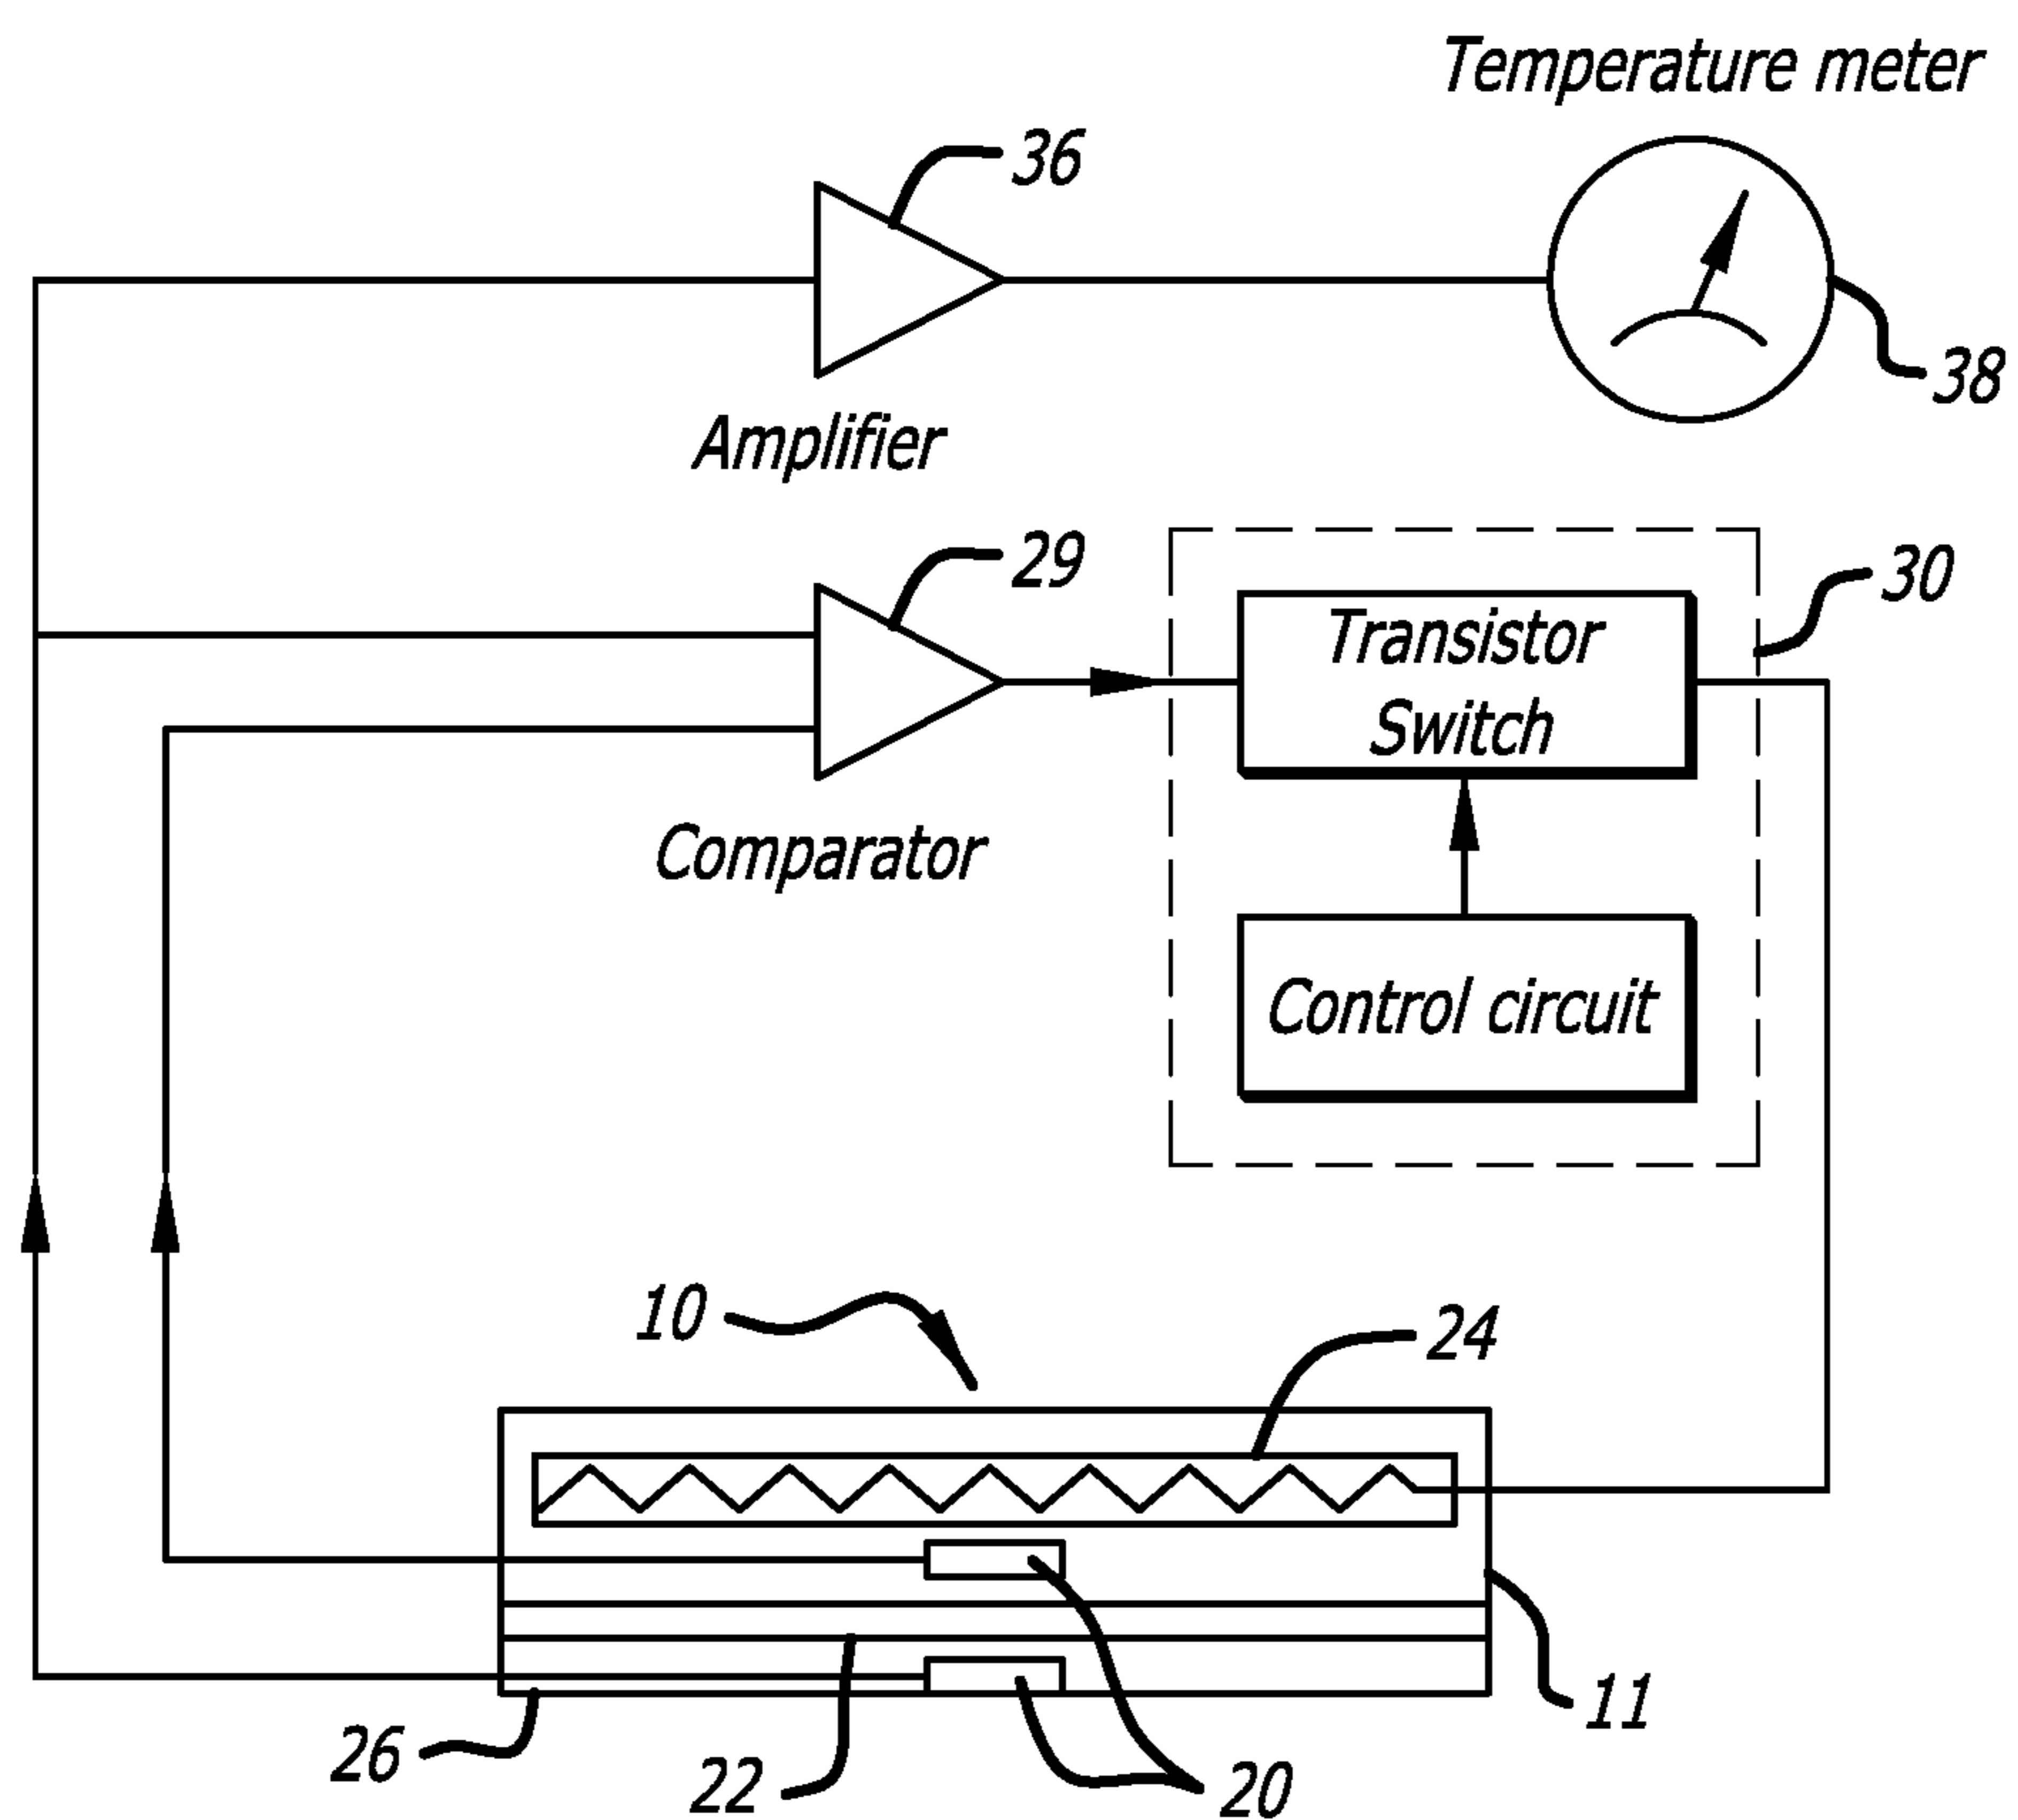 Temperature meter
36
38
Amplifier
29
30
Transistor
Switch
Comparator
Control circuit
10
24
11
26
22
20